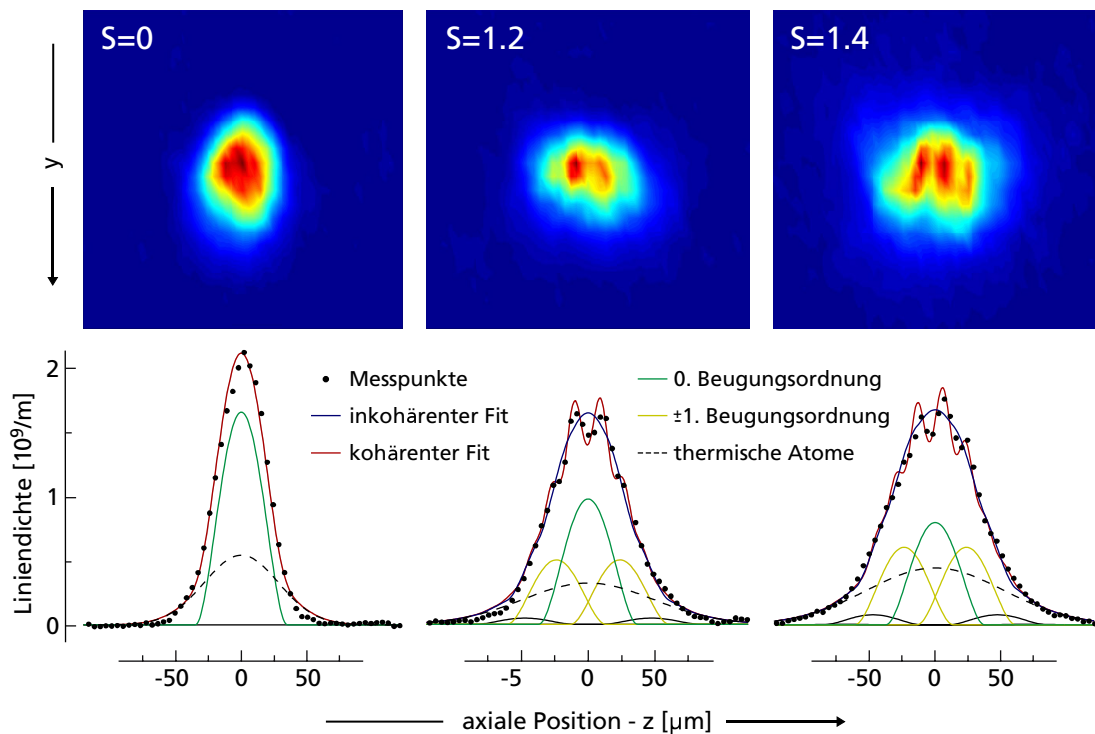 S=0
S=1.2
S=1.4
y
2
1
0
Liniendichte [10⁹/m]
Messpunkte
inkohärenter Fit
kohärenter Fit
0. Beugungsordnung
±1. Beugungsordnung
thermische Atome
-50 0 50
-5 0 50
-50 0 50
axiale Position - z [µm]